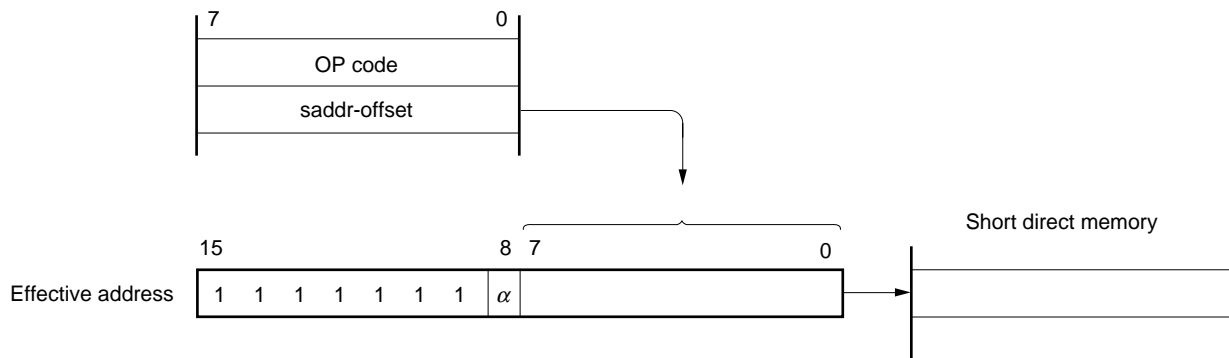 7 0
OP code
saddr-offset
Short direct memory
15 8 7 0
Effective address 1 1 1 1 1 1 1 α